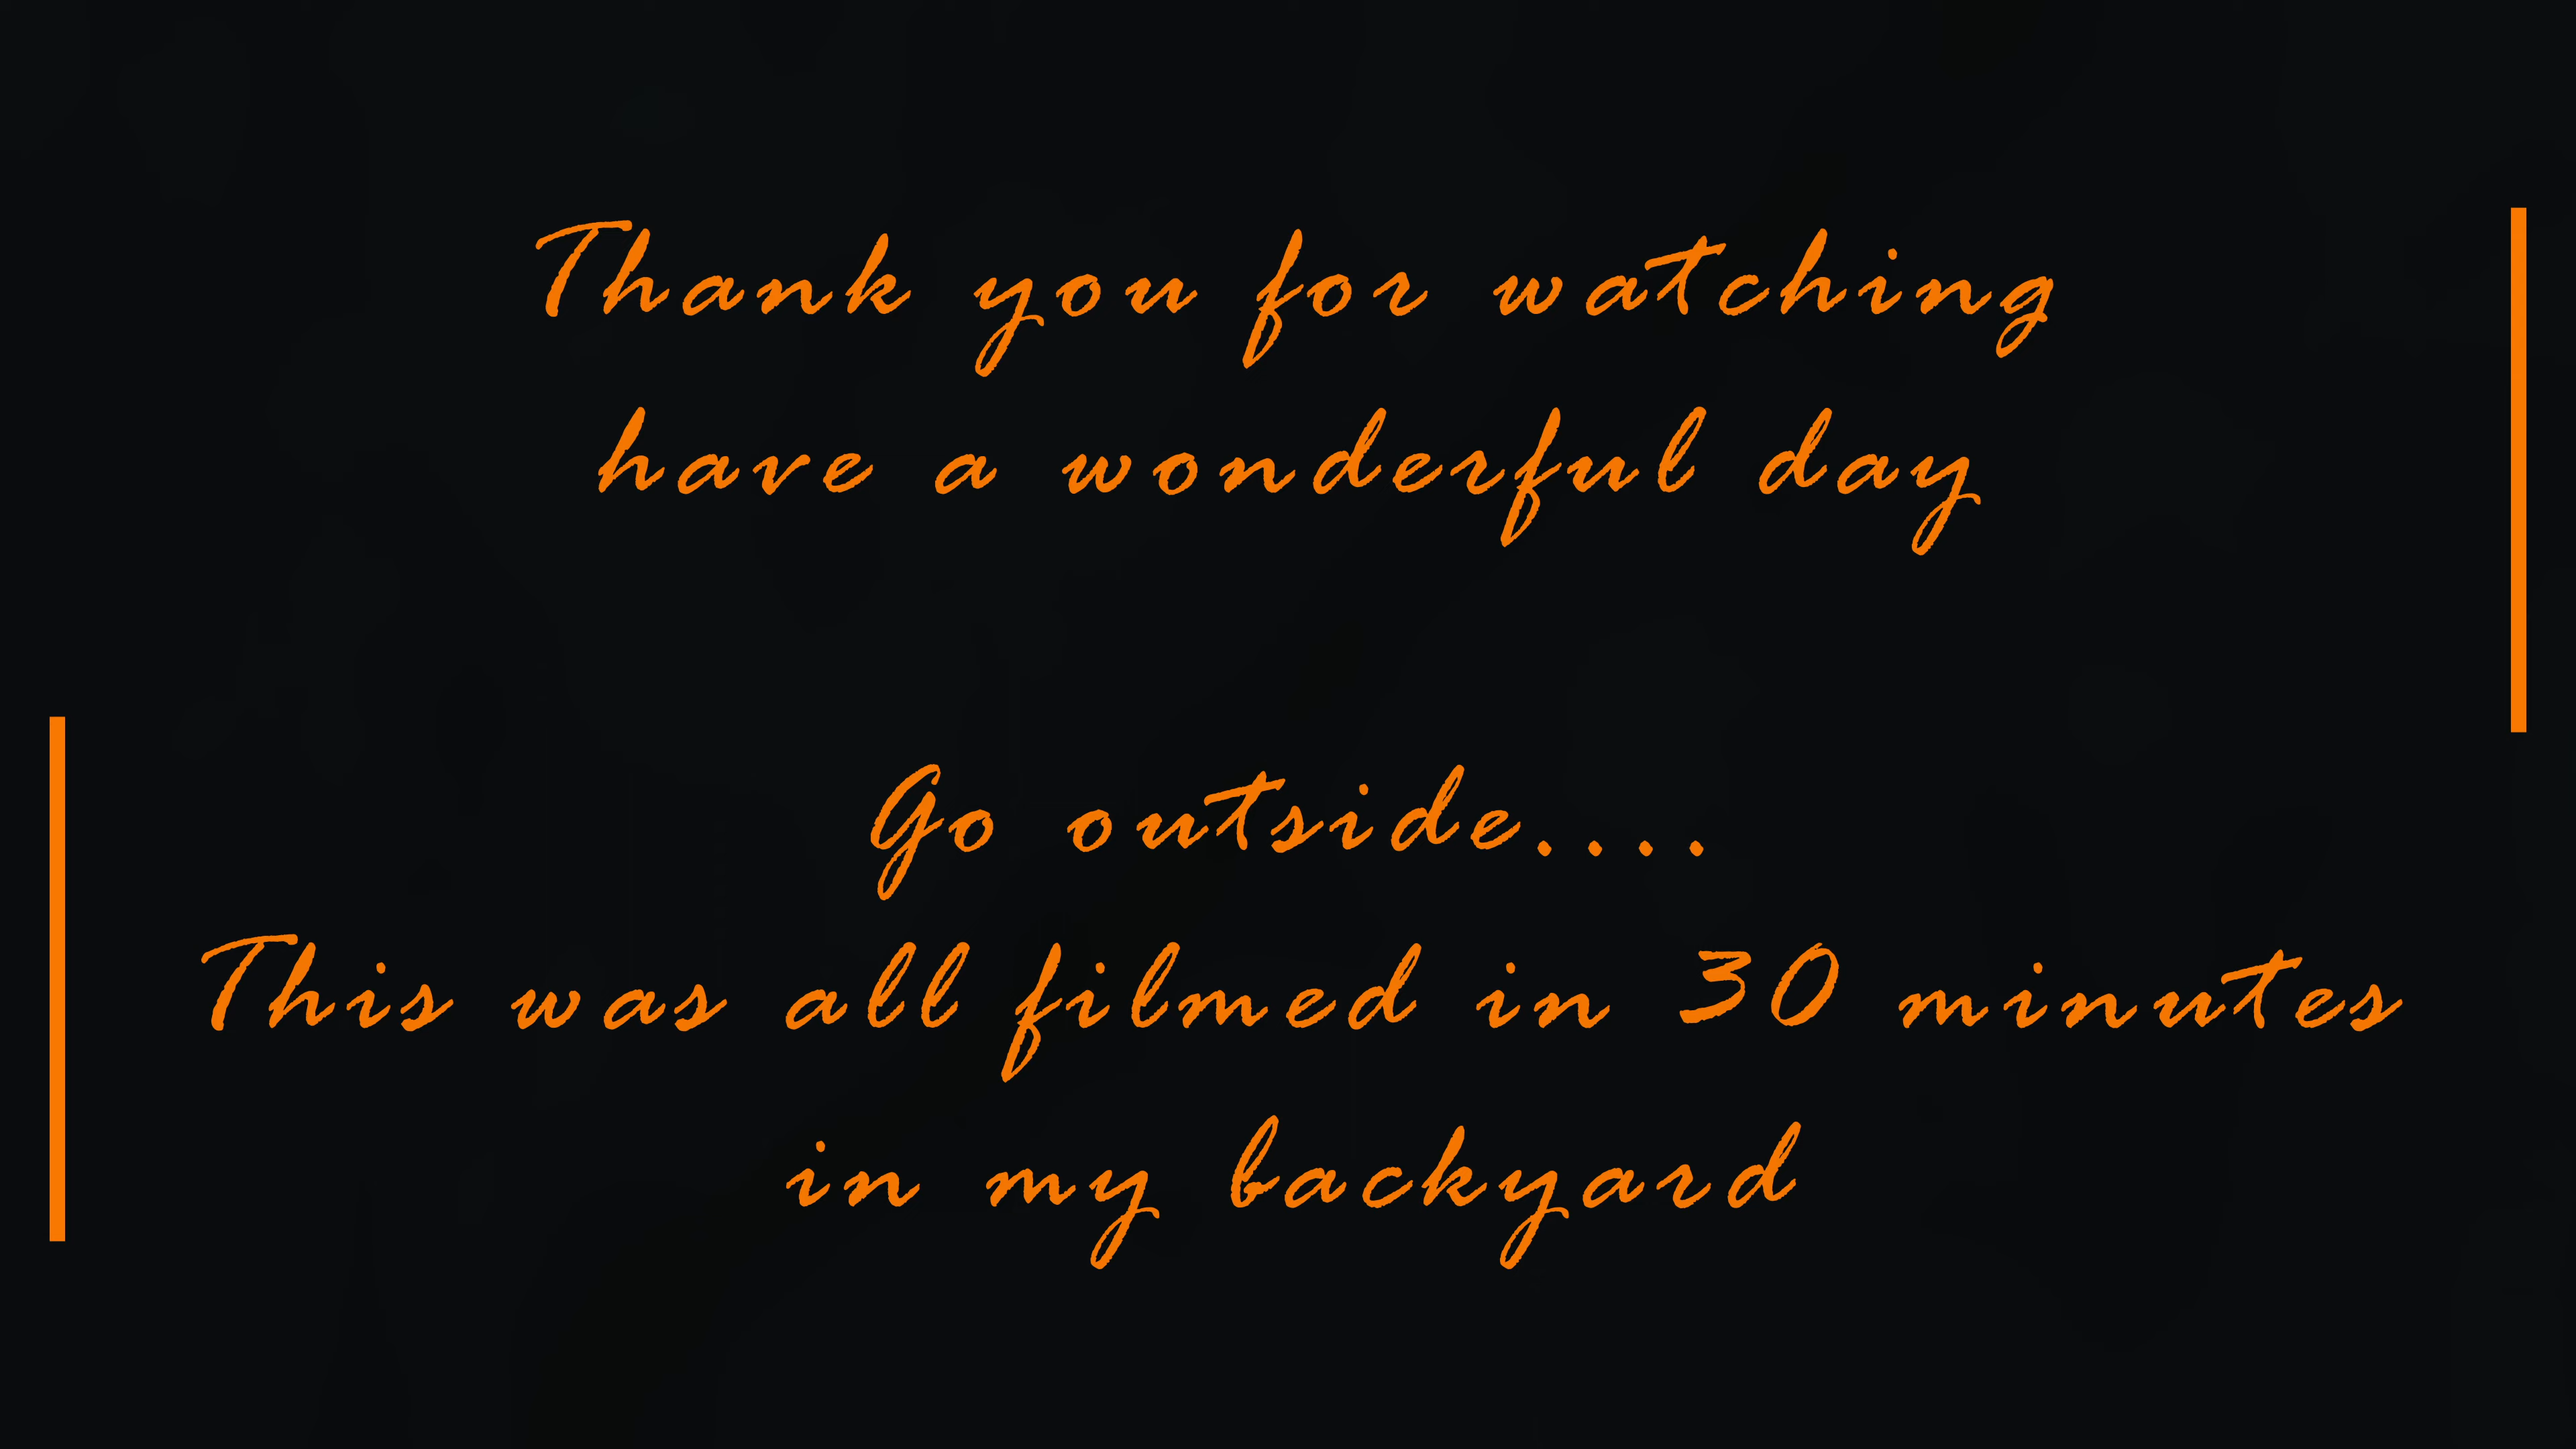 Thank you for watching
have a wonderful day
Go outside....
This was all filmed in 30 minutes
in my backyard